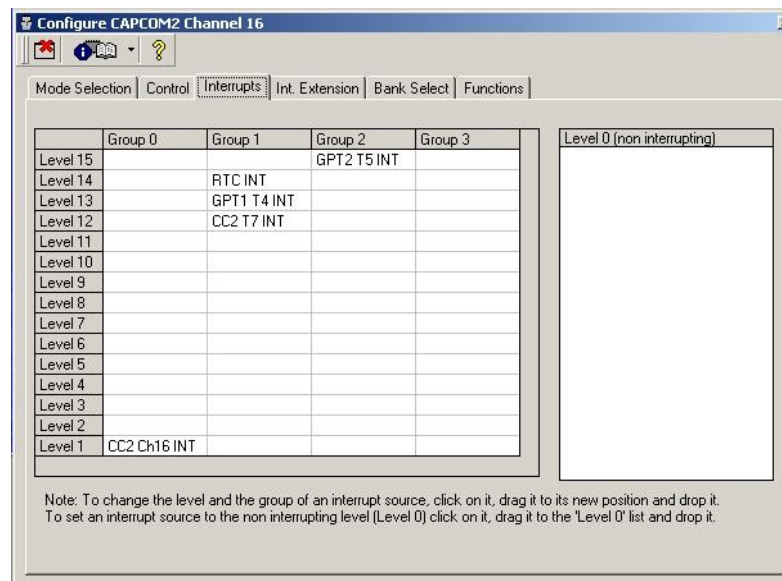 Configure CAPCOM2 Channel 16
Mode Selection Control Interrupts Int. Extension Bank Select Functions
Group 0 Group 1 Group 2 Group 3
Level 15 GPT2 T5 INT
Level 14 RTC INT
Level 13 GPT1 T4 INT
Level 12 CC2 T7 INT
Level 11
Level 10
Level 9
Level 8
Level 7
Level 6
Level 5
Level 4
Level 3
Level 2
Level 1 CC2 Ch16 INT
Level 0 (non interrupting)
Note: To change the level and the group of an interrupt source, click on it, drag it to its new position and drop it.
To set an interrupt source to the non interrupting level (Level 0) click on it, drag it to the 'Level 0' list and drop it.